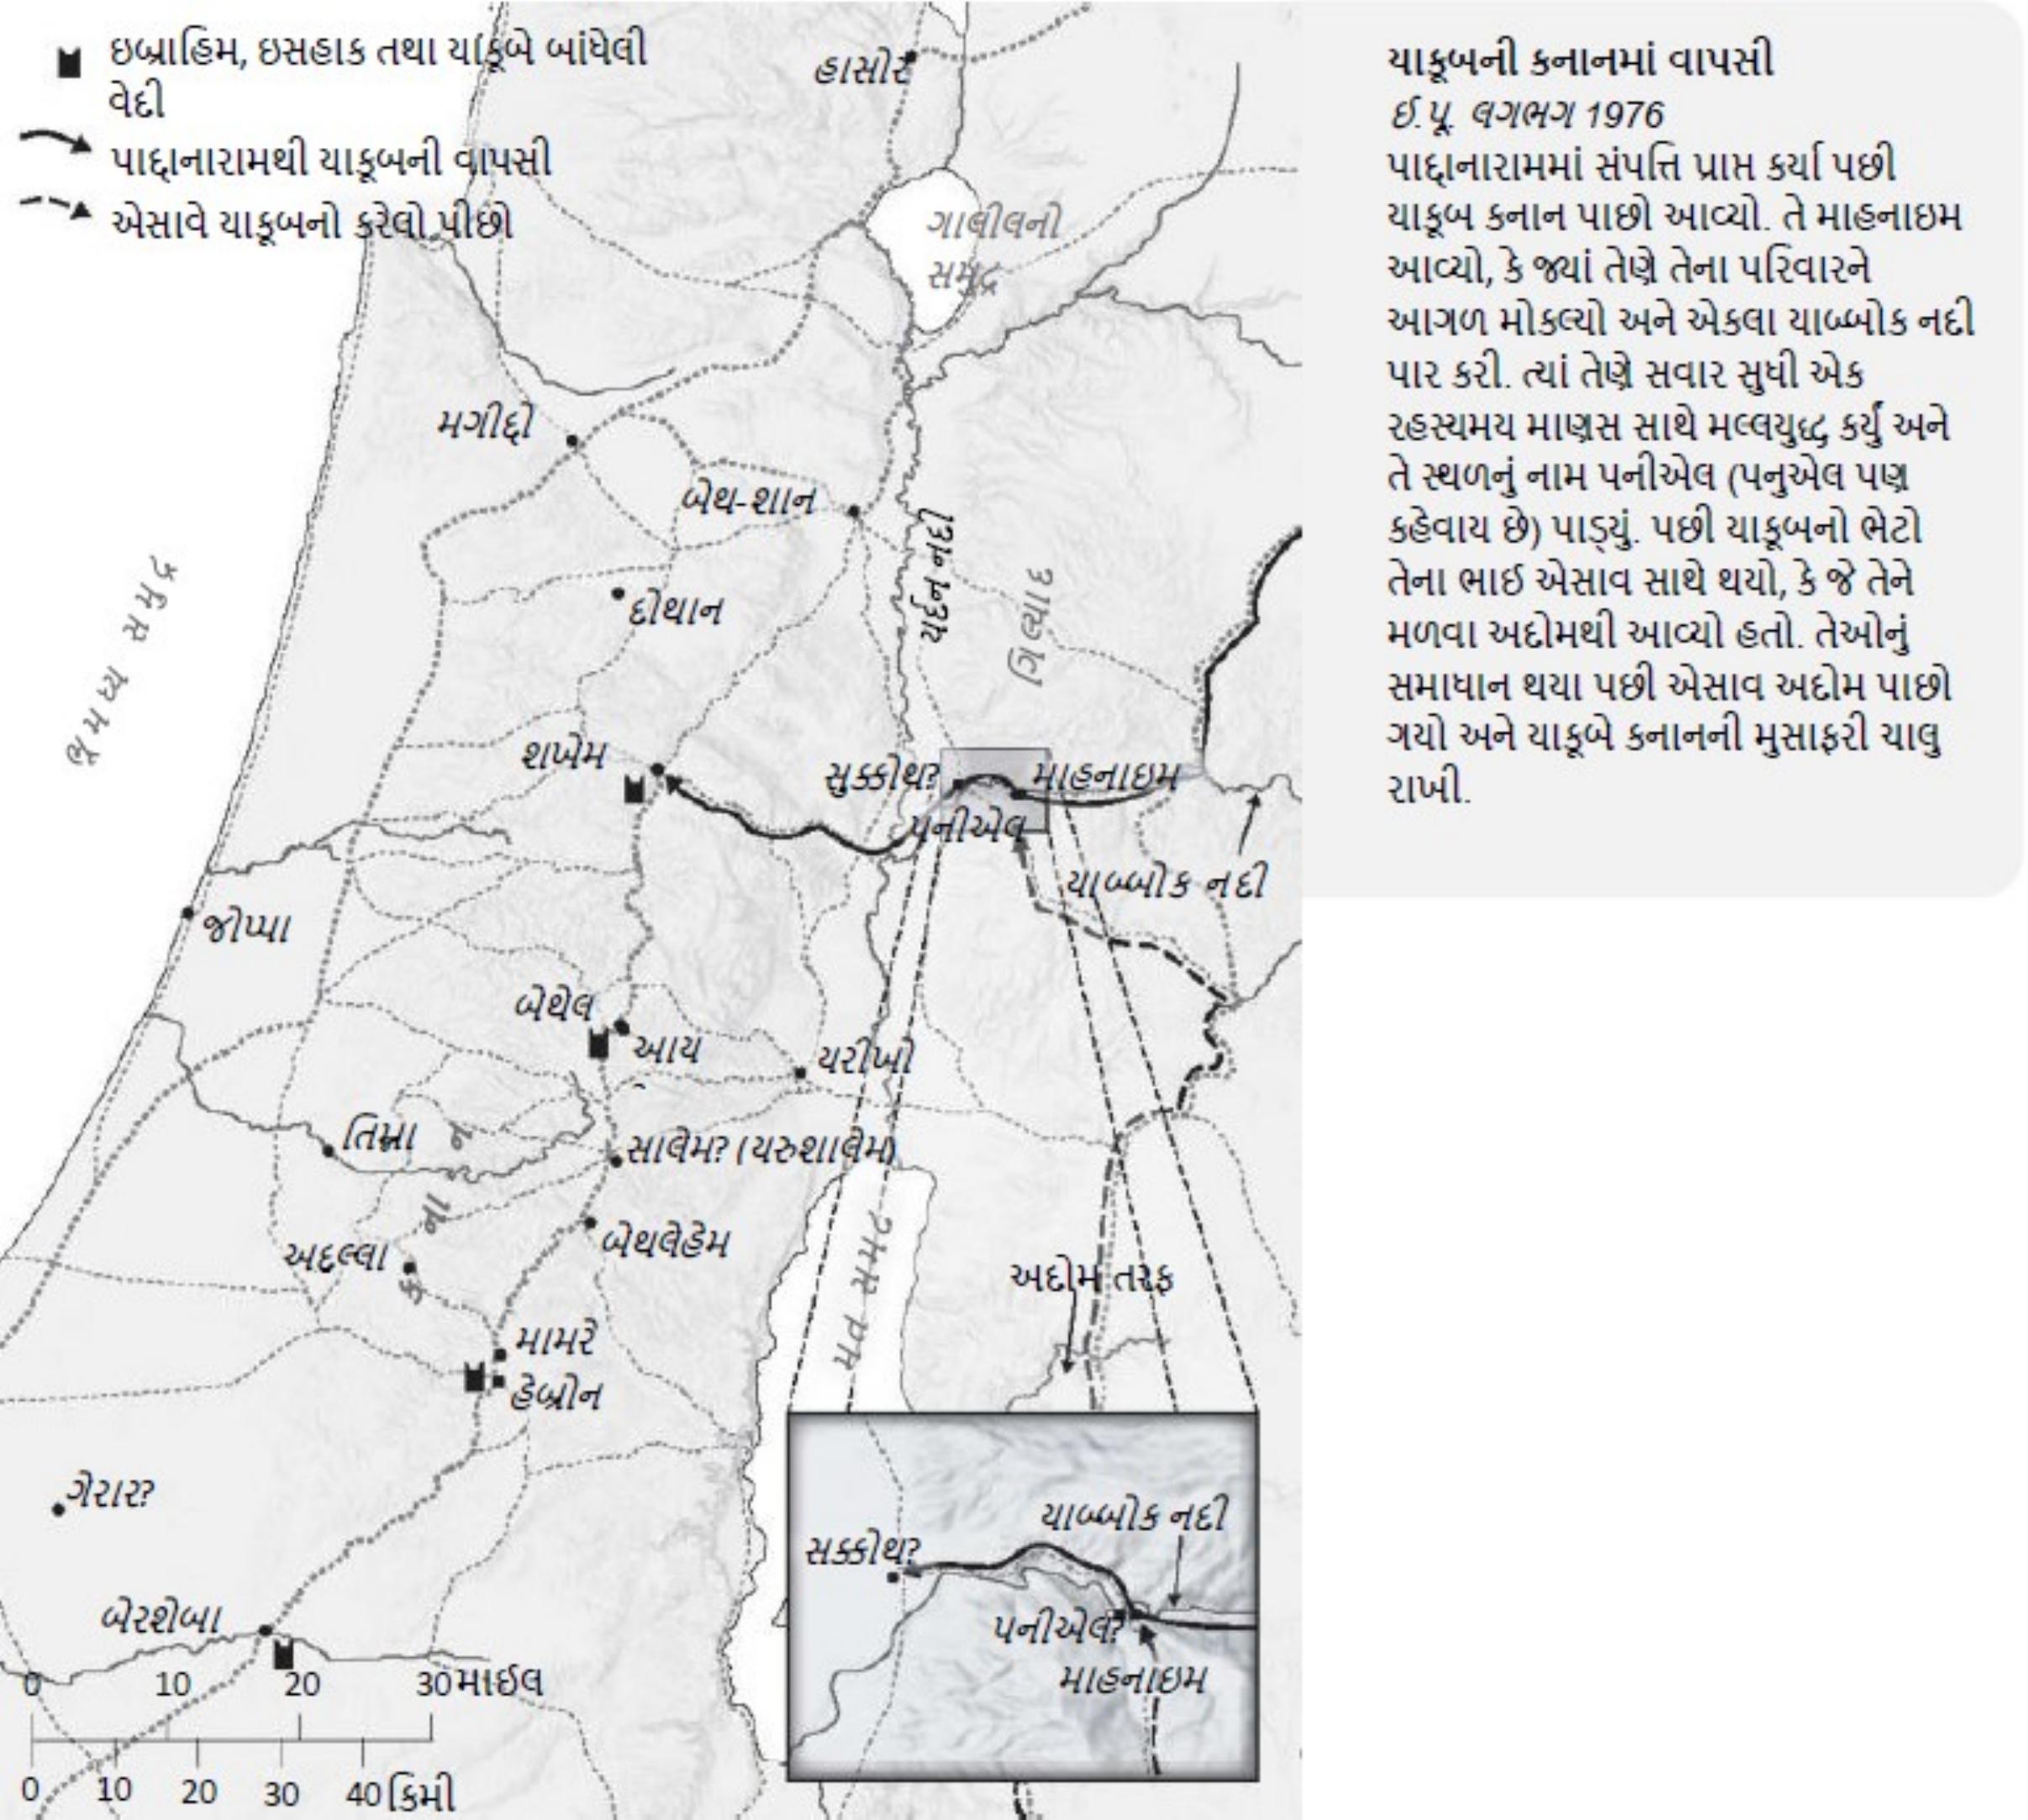 ઇબ્રાહિમ, ઇસહાક તથા યાકૂબે બાંધેલી
વેદી
પાદ્દાનારામથી યાકૂબની વાપસી
એસાવે યાકૂબનો કરેલો પીછો
હાસોર
ગાલીલની
સમુદ્ર
મગીદ્દો
બેથ-શાન
યર્દન નદી
ગિલ્યાદ
દોથાન
ભૂમધ્ય સમુદ્ર
શખેમ
સુક્કોથ?
માહનાઇમ
પનીએલ
યાબ્બોક નદી
જોપ્પા
બેથેલ
આય
યરીખો
તિમ્ના
સાલેમ? (યરુશાલેમ)
કનાન
બેથલેહેમ
અદુલ્લા
મૃત સમુદ્ર
અદોમ તરફ
મામરે
હેબ્રોન
ગેરાર?
બેરશેબા
0 10 20 30 માઈલ
0 10 20 30 40 કિમી
યાબ્બોક નદી
સક્કોથ?
પનીએલ?
માહનાઇમ
યાકૂબની કનાનમાં વાપસી
ઈ.પૂ. લગભગ 1976
પાદ્દાનારામમાં સંપત્તિ પ્રાપ્ત કર્યા પછી
યાકૂબ કનાન પાછો આવ્યો. તે માહનાઇમ
આવ્યો, કે જ્યાં તેણે તેના પરિવારને
આગળ મોકલ્યો અને એકલા યાબ્બોક નદી
પાર કરી. ત્યાં તેણે સવાર સુધી એક
રહસ્યમય માણસ સાથે મલ્લયુદ્ધ કર્યું અને
તે સ્થળનું નામ પનીએલ (પનુએલ પણ
કહેવાય છે) પાડ્યું. પછી યાકૂબનો ભેટો
તેના ભાઈ એસાવ સાથે થયો, કે જે તેને
મળવા અદોમથી આવ્યો હતો. તેઓનું
સમાધાન થયા પછી એસાવ અદોમ પાછો
ગયો અને યાકૂબે કનાનની મુસાફરી ચાલુ
રાખી.